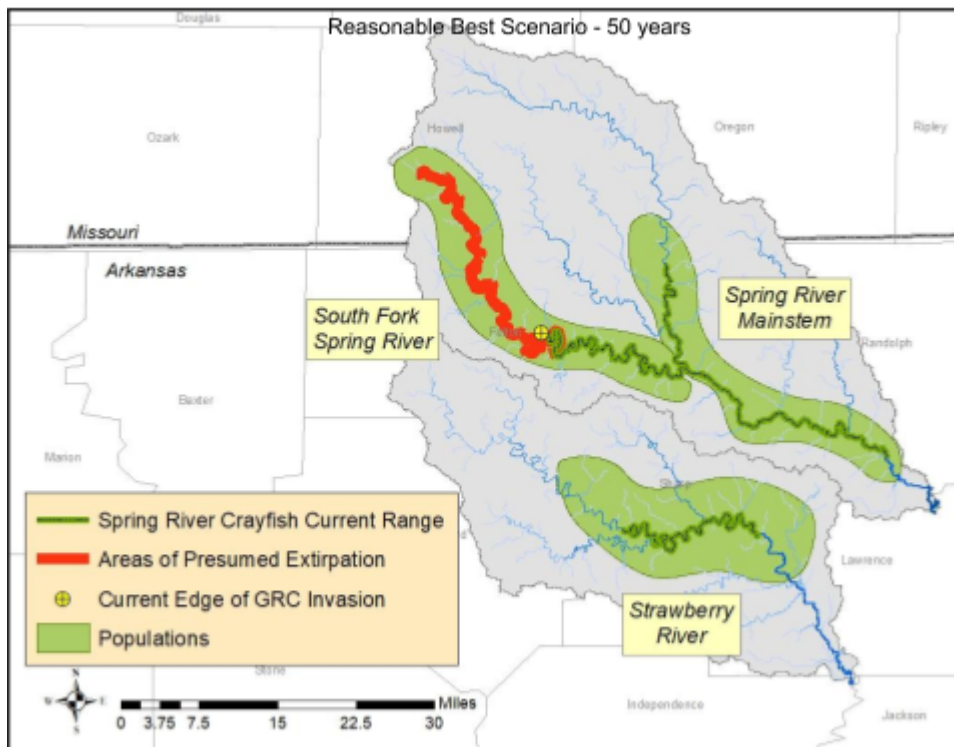 Reasonable Best Scenario - 50 years
Douglas
Ozark
Howell
Oregon
Ripley
Missouri
Arkansas
South Fork
Spring River
Spring River
Mainstem
Randolph
Baxter
Marion
Lawrence
Strawberry
River
Spring River Crayfish Current Range
Areas of Presumed Extirpation
Current Edge of GRC Invasion
Populations
Stone
Independence
Jackson
N
W
E
S
Miles
0 3.75 7.5 15 22.5 30